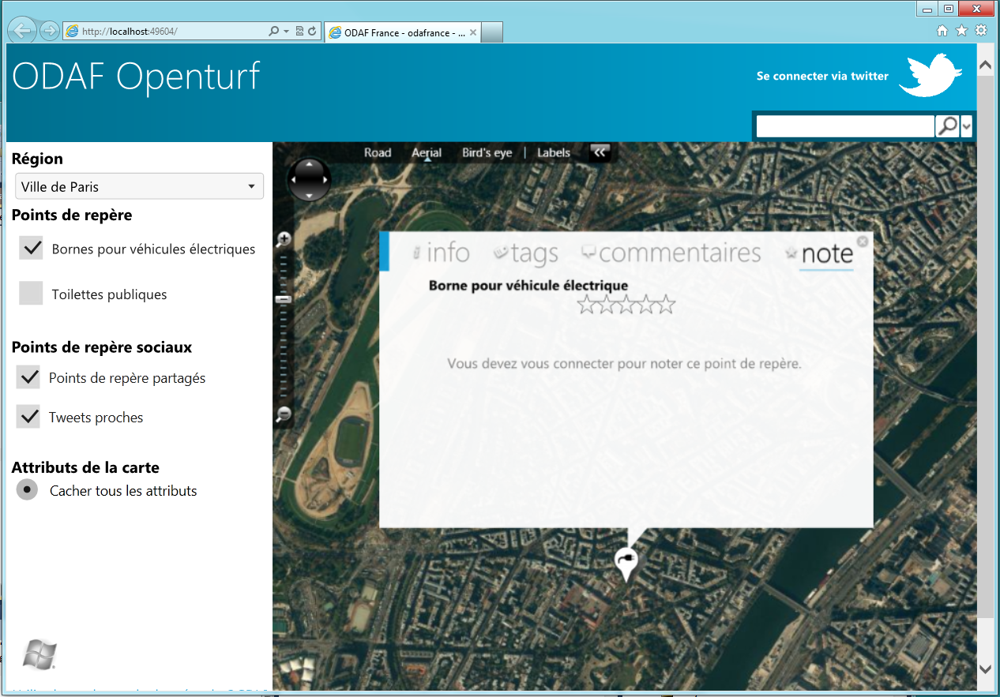 http://localhost:49604/
ODAF France - odafrance - ...
ODAF Openturf
Se connecter via twitter
Région
Ville de Paris
Points de repère
Bornes pour véhicules électriques
Toilettes publiques
Points de repère sociaux
Points de repère partagés
Tweets proches
Attributs de la carte
Cacher tous les attributs
Road Aerial Bird's eye | Labels «
info tags commentaires note
Borne pour véhicule électrique
Vous devez vous connecter pour noter ce point de repère.